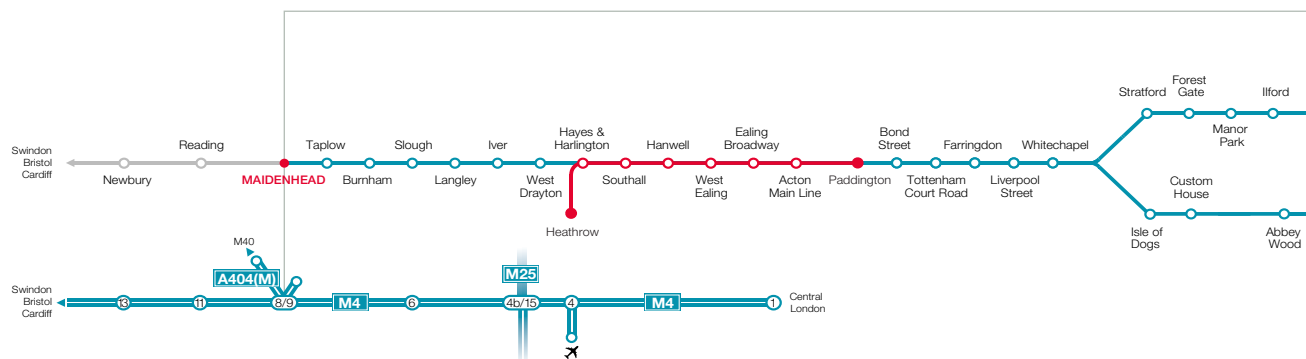 Stratford
Forest
Gate
Manor
Park
Ilford
Swindon
Bristol
Cardiff
Newbury
Reading
MAIDENHEAD
Taplow
Burnham
Slough
Langley
Iver
West
Drayton
Hayes &
Harlington
Heathrow
Southall
Hanwell
West
Ealing
Ealing
Broadway
Acton
Main Line
Paddington
Bond
Street
Tottenham
Court Road
Farringdon
Liverpool
Street
Whitechapel
Isle of
Dogs
Custom
House
Abbey
Wood
M40
A404(M)
M25
Swindon
Bristol
Cardiff
13
11
8/9
M4
6
4b/15
4
M4
1
Central
London